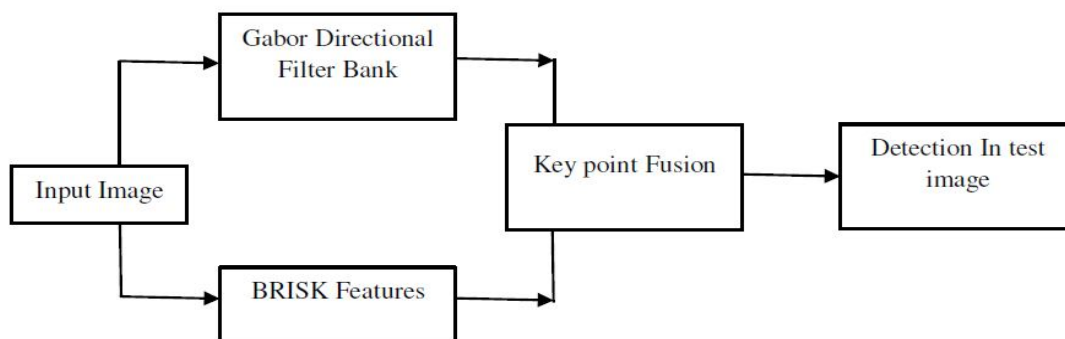 Gabor Directional
Filter Bank
Input Image
Key point Fusion
Detection In test
image
BRISK Features